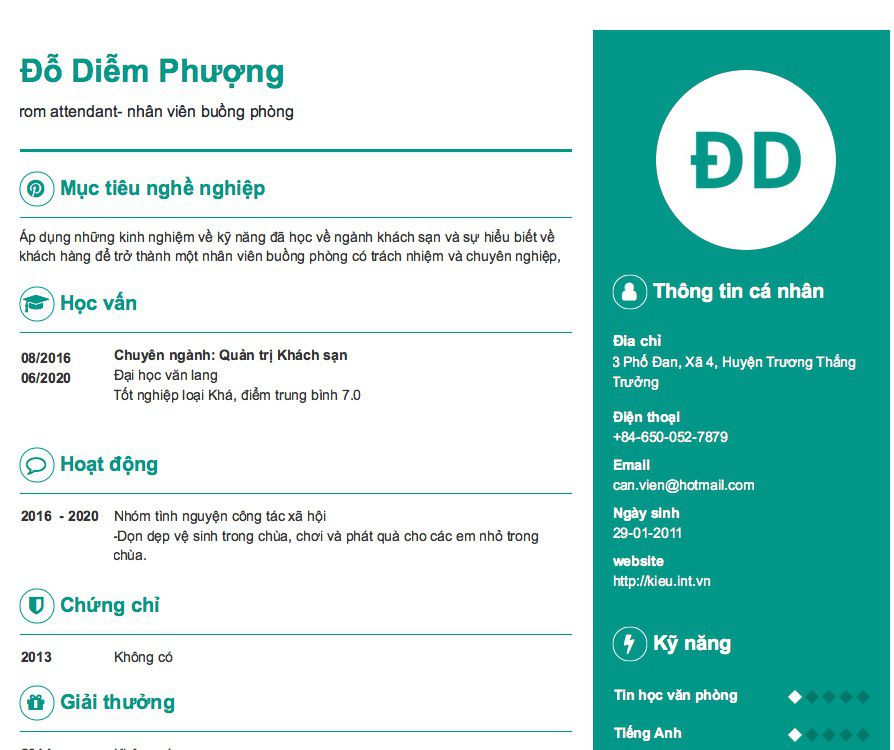 Đỗ Diễm Phượng
rom attendant- nhân viên buồng phòng
Mục tiêu nghề nghiệp
Áp dụng những kinh nghiệm về kỹ năng đã học về ngành khách sạn và sự hiểu biết về
khách hàng để trở thành một nhân viên buồng phòng có trách nhiệm và chuyên nghiệp,
Học vấn
08/2016
06/2020
Chuyên ngành: Quản trị Khách sạn
Đại học văn lang
Tốt nghiệp loại Khá, điểm trung bình 7.0
Hoạt động
2016 - 2020
Nhóm tình nguyện công tác xã hội
-Dọn dẹp vệ sinh trong chùa, chơi và phát quà cho các em nhỏ trong
chùa.
Chứng chỉ
2013 Không có
Giải thưởng
ĐD
Thông tin cá nhân
Đia chỉ
3 Phố Đan, Xã 4, Huyện Trương Thắng
Trưởng
Điện thoại
+84-650-052-7879
Email
can.vien@hotmail.com
Ngày sinh
29-01-2011
website
http://kieu.int.vn
Kỹ năng
Tin học văn phòng
Tiếng Anh